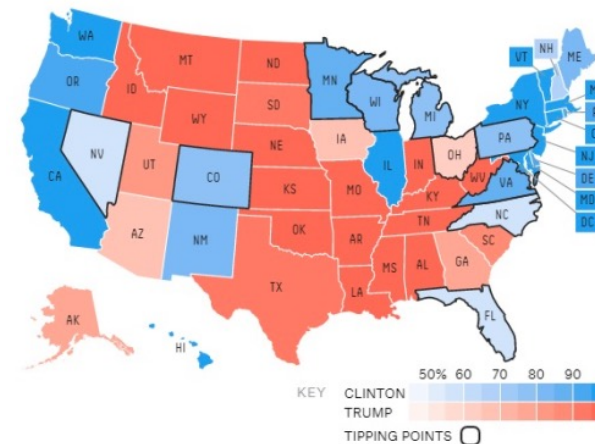 WA
MT
ND
MN
VT
NH
ME
OR
ID
WY
SD
WI
MI
NY
M
NE
IA
PA
NJ
NV
UT
CO
IL
IN
OH
DE
CA
KS
MO
KY
WV
VA
MD
DC
AZ
NM
OK
AR
TN
NC
TX
LA
MS
AL
GA
SC
AK
HI
FL
50% 60 70 80 90
KEY CLINTON
TRUMP
TIPPING POINTS